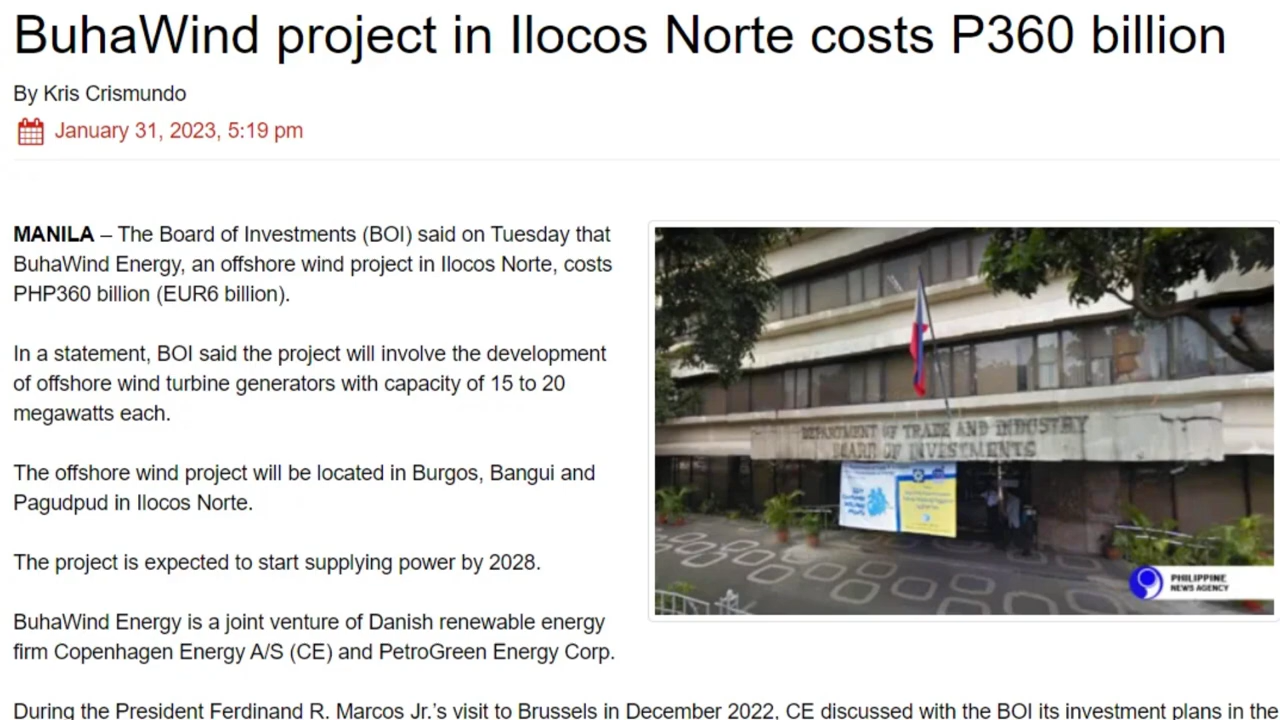 BuhaWind project in Ilocos Norte costs P360 billion
By Kris Crismundo
January 31, 2023, 5:19 pm
MANILA – The Board of Investments (BOI) said on Tuesday that
BuhaWind Energy, an offshore wind project in Ilocos Norte, costs
PHP360 billion (EUR6 billion).
In a statement, BOI said the project will involve the development
of offshore wind turbine generators with capacity of 15 to 20
megawatts each.
The offshore wind project will be located in Burgos, Bangui and
Pagudpud in Ilocos Norte.
The project is expected to start supplying power by 2028.
BuhaWind Energy is a joint venture of Danish renewable energy
firm Copenhagen Energy A/S (CE) and PetroGreen Energy Corp.
During the President Ferdinand R. Marcos Jr.'s visit to Brussels in December 2022, CE discussed with the BOI its investment plans in the
DEPARTMENT OF TRADE AND INDUSTRY
BOARD OF INVESTMENTS
PHILIPPINE
NEWS AGENCY